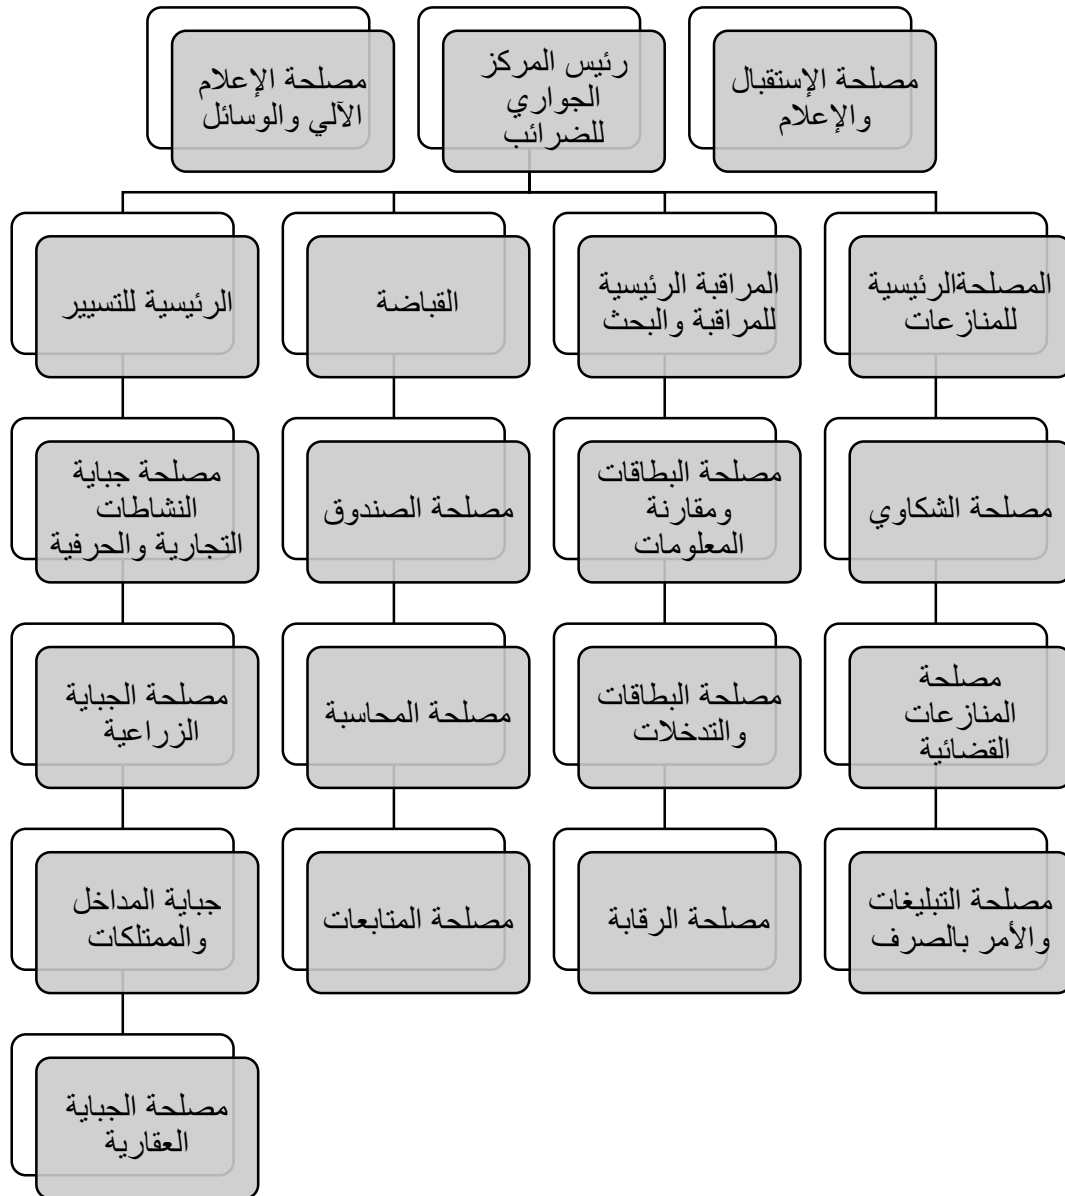 مصلحة الإستقبال
والإعلام
رئيس المركز
الجواري
للضرائب
مصلحة الإعلام
الآلي والوسائل
المصلحةالرئيسية
للمنازعات
المراقبة الرئيسية
للمراقبة والبحث
القباضة
الرئيسية للتسيير
مصلحة الشكاوي
مصلحة البطاقات
ومقارنة
المعلومات
مصلحة الصندوق
مصلحة جباية
النشاطات
التجارية والحرفية
مصلحة
المنازعات
القضائية
مصلحة البطاقات
والتدخلات
مصلحة المحاسبة
مصلحة الجباية
الزراعية
مصلحة التبليغات
والأمر بالصرف
مصلحة الرقابة
مصلحة المتابعات
جباية المداخل
والممتلكات
مصلحة الجباية
العقارية